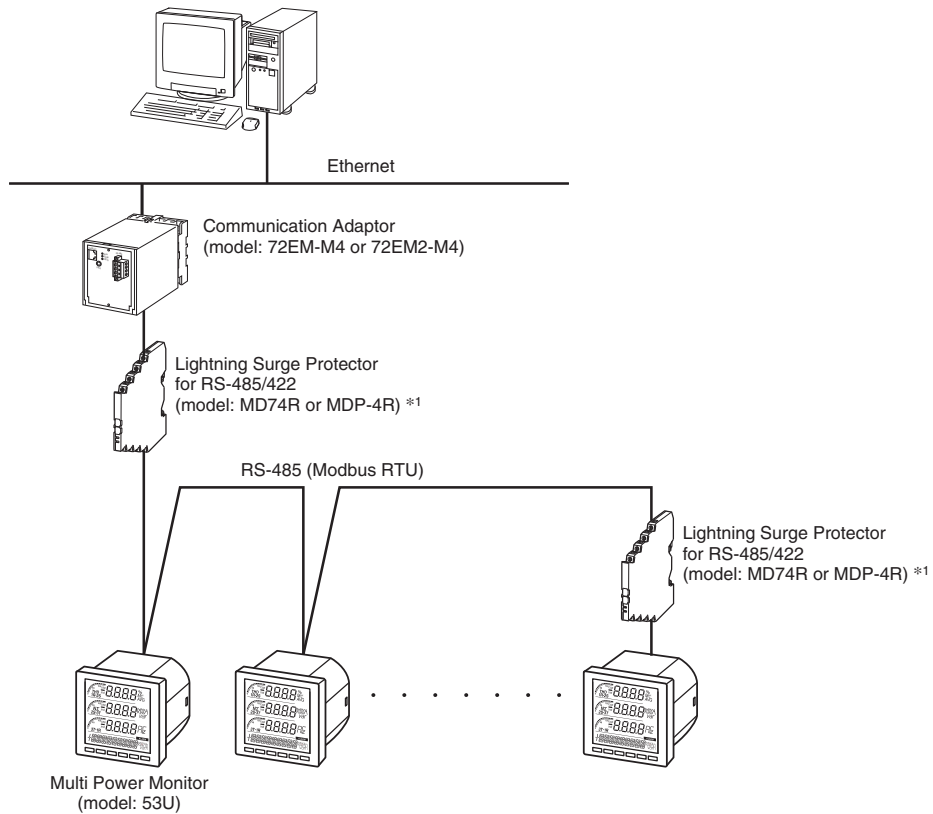 Ethernet
Communication Adaptor
(model: 72EM-M4 or 72EM2-M4)
Lightning Surge Protector
for RS-485/422
(model: MD74R or MDP-4R) *1
RS-485 (Modbus RTU)
Lightning Surge Protector
for RS-485/422
(model: MD74R or MDP-4R) *1
Multi Power Monitor
(model: 53U)